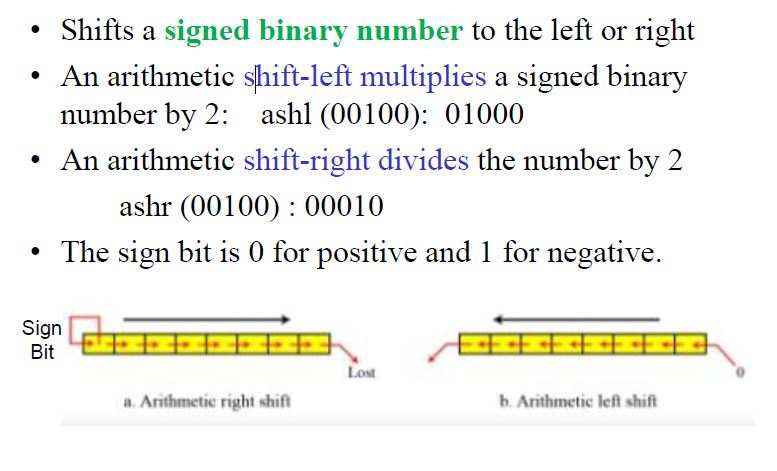 • Shifts a signed binary number to the left or right
• An arithmetic shift-left multiplies a signed binary
number by 2: ashl (00100): 01000
• An arithmetic shift-right divides the number by 2
ashr (00100) : 00010
• The sign bit is 0 for positive and 1 for negative.
Sign
Bit
Lost
0
a. Arithmetic right shift
b. Arithmetic left shift